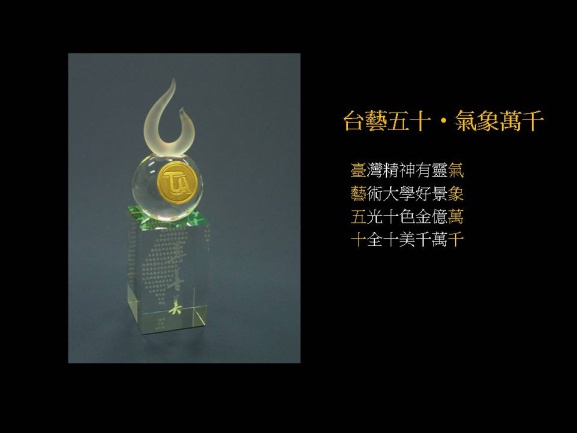 台藝五十・氣象萬千
臺灣精神有靈氣
藝術大學好景象
五光十色金億萬
十全十美千萬千